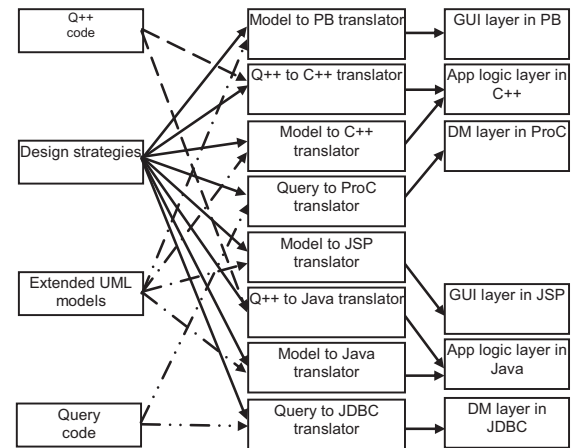 Q++
code
Design strategies
Extended UML
models
Query
code
Model to PB translator
Q++ to C++ translator
Model to C++
translator
Query to ProC
translator
Model to JSP
translator
Q++ to Java translator
Model to Java
translator
Query to JDBC
translator
GUI layer in PB
App logic layer in
C++
DM layer in ProC
GUI layer in JSP
App logic layer in
Java
DM layer in
JDBC